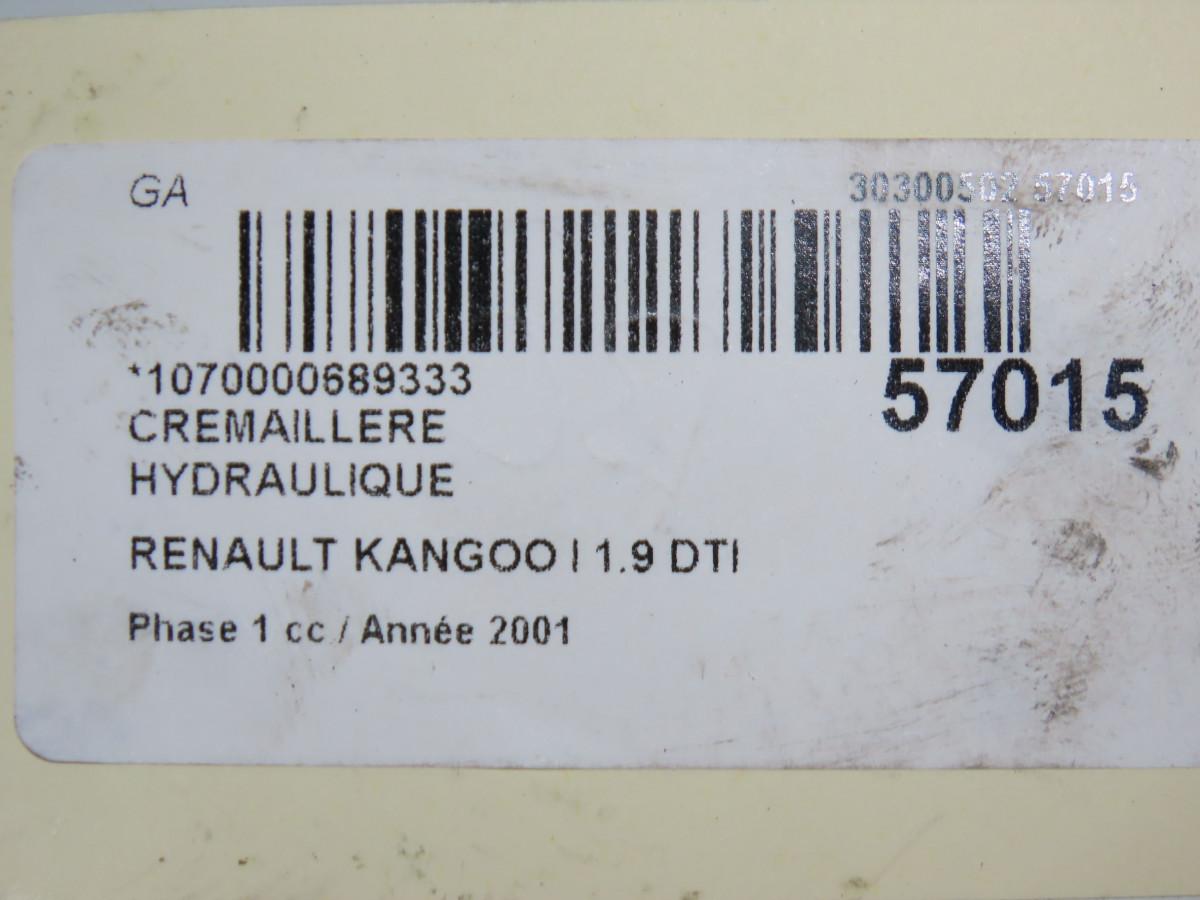 GA
30300502 57015
*1070000689333
57015
CREMAILLERE
HYDRAULIQUE
RENAULT KANGOO I 1.9 DTI
Phase 1 cc / Année 2001